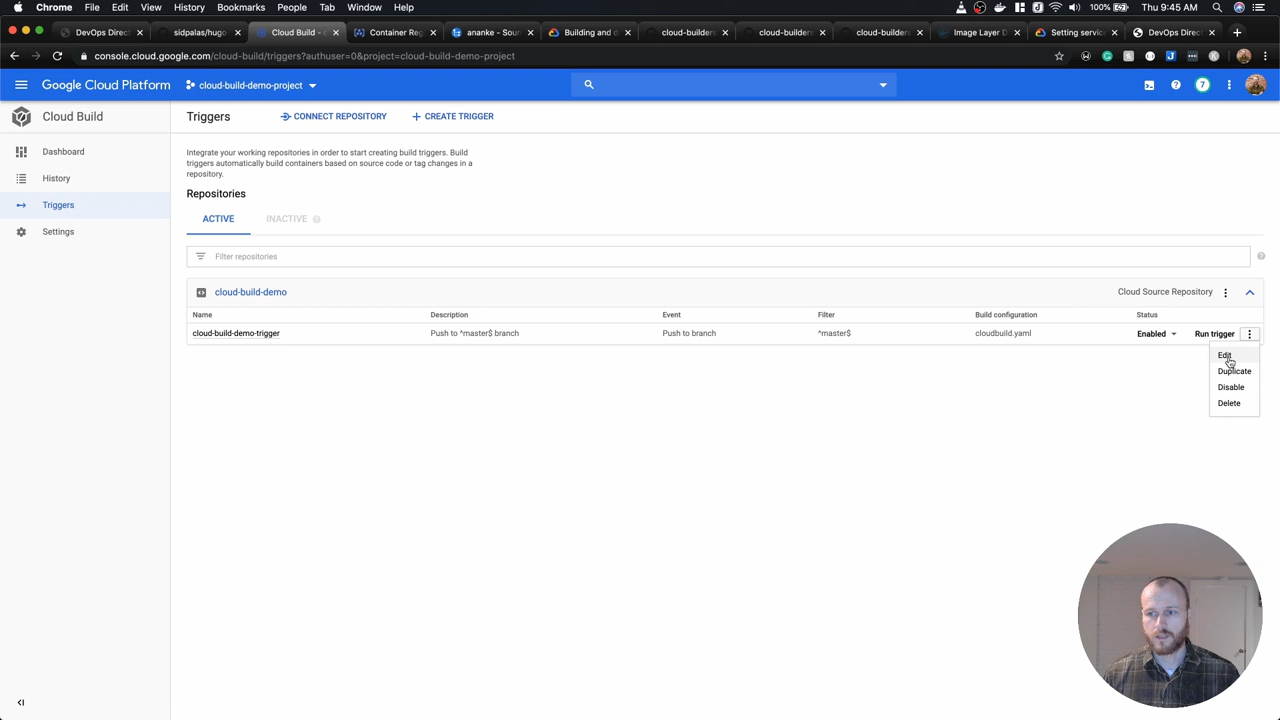 Chrome File Edit View History Bookmarks People Tab Window Help 100% Thu 9:45 AM
DevOps Direc sidpalas/hugo Cloud Build - c Container Reg ananke - Sour Building and d cloud-builders cloud-builders cloud-builders Image Layer D Setting servic DevOps Direct
console.cloud.google.com/cloud-build/triggers?authuser=0&project=cloud-build-demo-project
Google Cloud Platform cloud-build-demo-project 7
Cloud Build
Dashboard
History
Triggers
Settings
Triggers CONNECT REPOSITORY CREATE TRIGGER
Integrate your working repositories in order to start creating build triggers. Build
triggers automatically build containers based on source code or tag changes in a
repository.
Repositories
ACTIVE INACTIVE
Filter repositories
cloud-build-demo Cloud Source Repository
Name Description Event Filter Build configuration Status
cloud-build-demo-trigger Push to ^master$ branch Push to branch ^master$ cloudbuild.yaml Enabled Run trigger
Edit
Duplicate
Disable
Delete